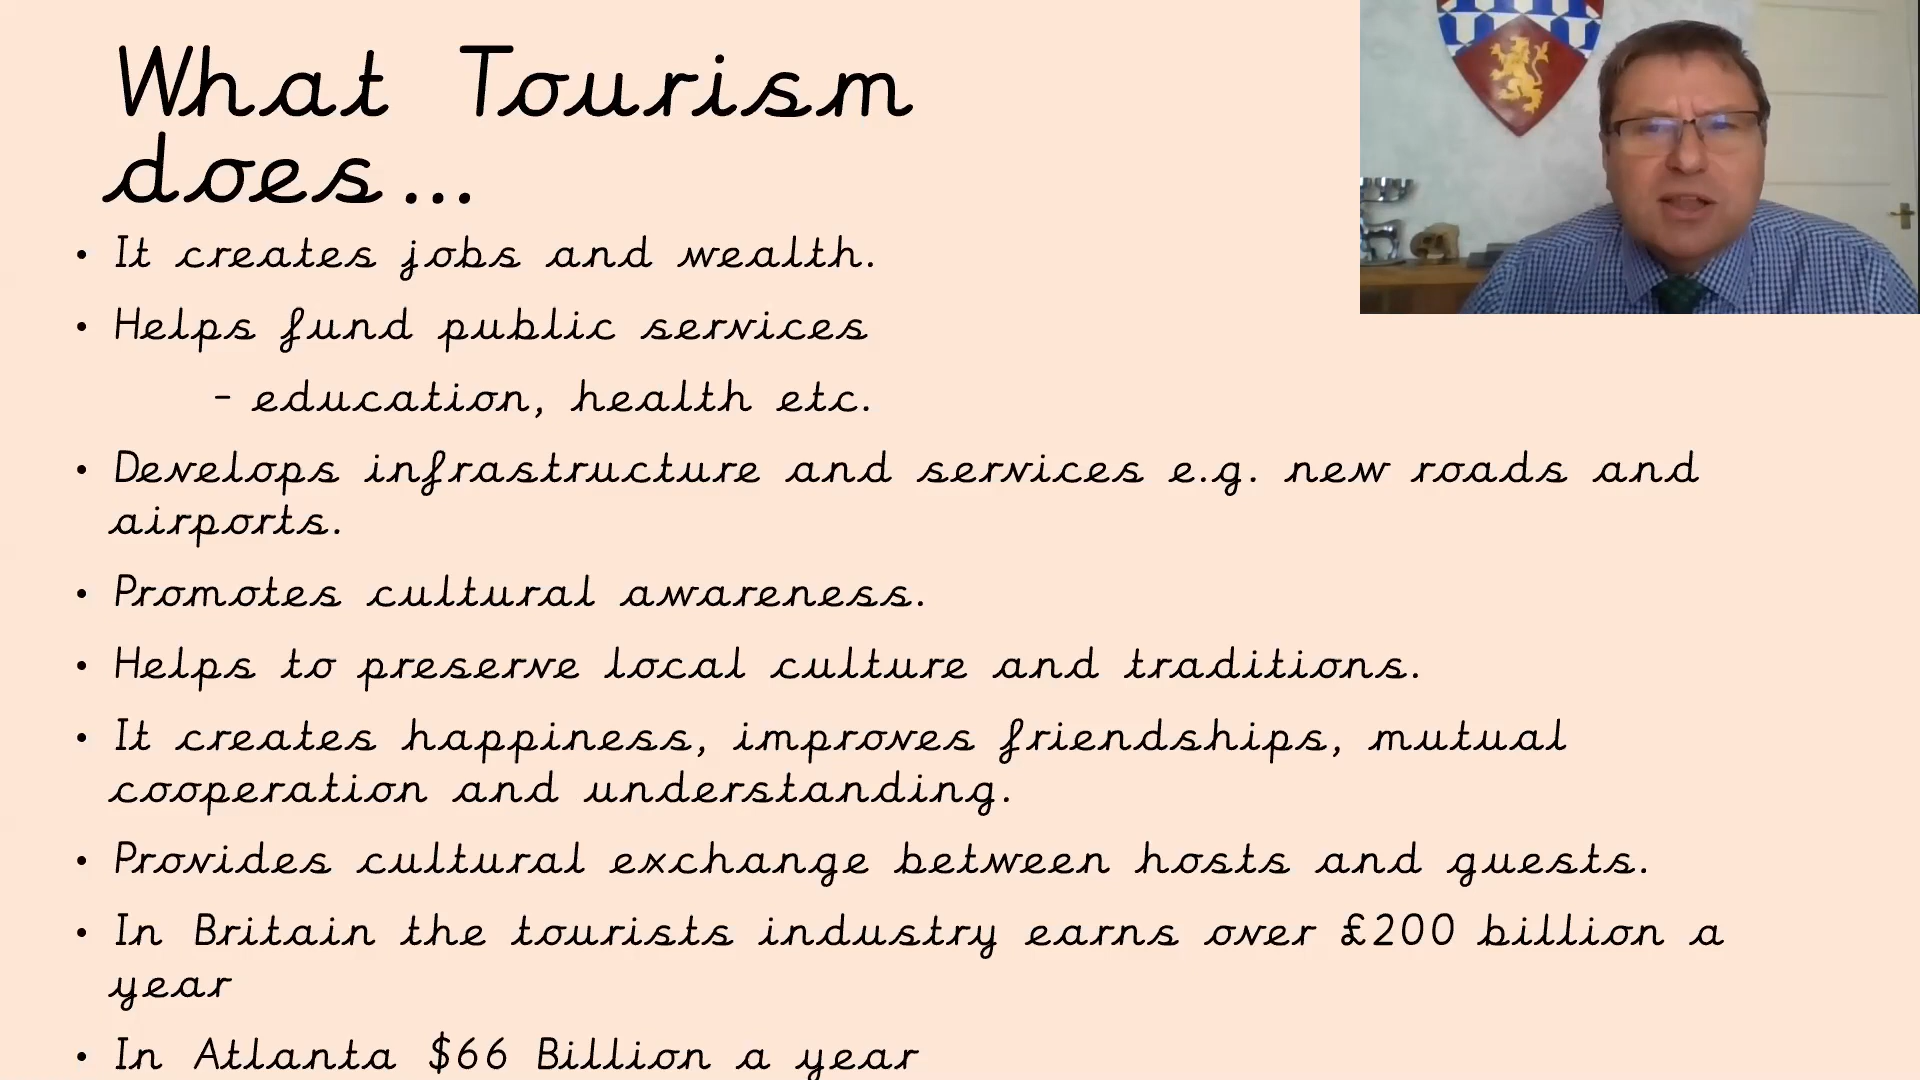 What Tourism
does...
• It creates jobs and wealth.
• Helps fund public services
- education, health etc.
• Develops infrastructure and services e.g. new roads and
airports.
• Promotes cultural awareness.
• Helps to preserve local culture and traditions.
• It creates happiness, improves friendships, mutual
cooperation and understanding.
• Provides cultural exchange between hosts and guests.
• In Britain the tourists industry earns over £200 billion a
year
• In Atlanta $66 Billion a year